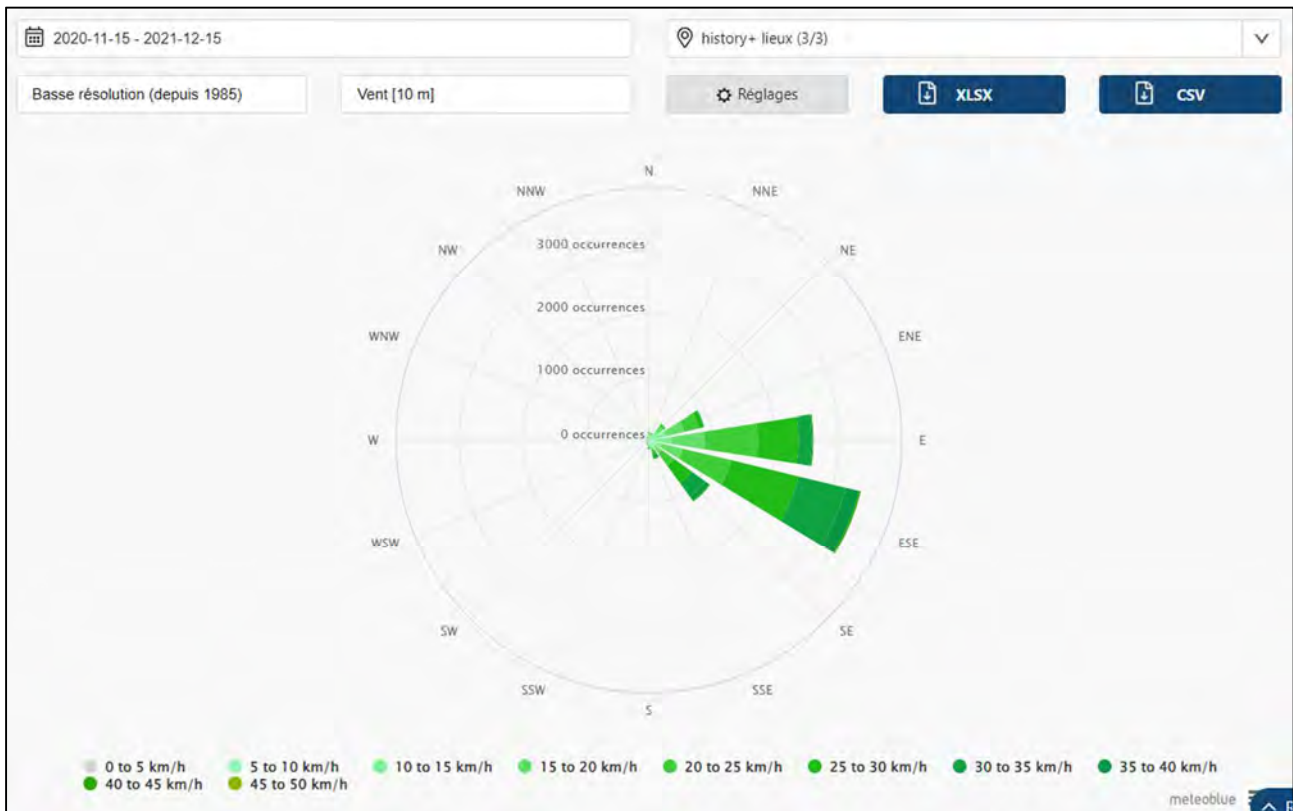 2020-11-15 - 2021-12-15
history+ lieux (3/3)
Basse résolution (depuis 1985)
Vent [10 m]
Réglages
XLSX
CSV
N
NNW
NNE
3000 occurrences
NW
NE
2000 occurrences
WNW
ENE
1000 occurrences
0 occurrences
W
E
WSW
ESE
SW
SE
SSW
SSE
S
0 to 5 km/h 5 to 10 km/h 10 to 15 km/h 15 to 20 km/h 20 to 25 km/h 25 to 30 km/h 30 to 35 km/h 35 to 40 km/h
40 to 45 km/h 45 to 50 km/h
meteoblue